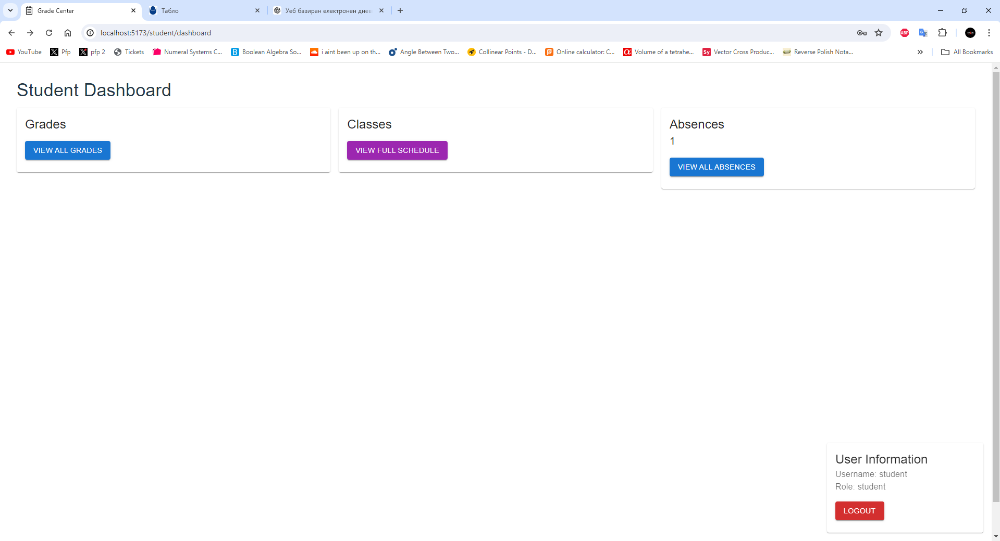 Grade Center
Табло
Уеб базиран електронен днев
localhost:5173/student/dashboard
YouTube
Pfp
pfp 2
Tickets
Numeral Systems C...
Boolean Algebra So...
i aint been up on th...
Angle Between Two...
Collinear Points - D...
Online calculator: C...
Volume of a tetrahe...
Vector Cross Produc...
Reverse Polish Nota...
All Bookmarks
Student Dashboard
Grades
VIEW ALL GRADES
Classes
VIEW FULL SCHEDULE
Absences
1
VIEW ALL ABSENCES
User Information
Username: student
Role: student
LOGOUT